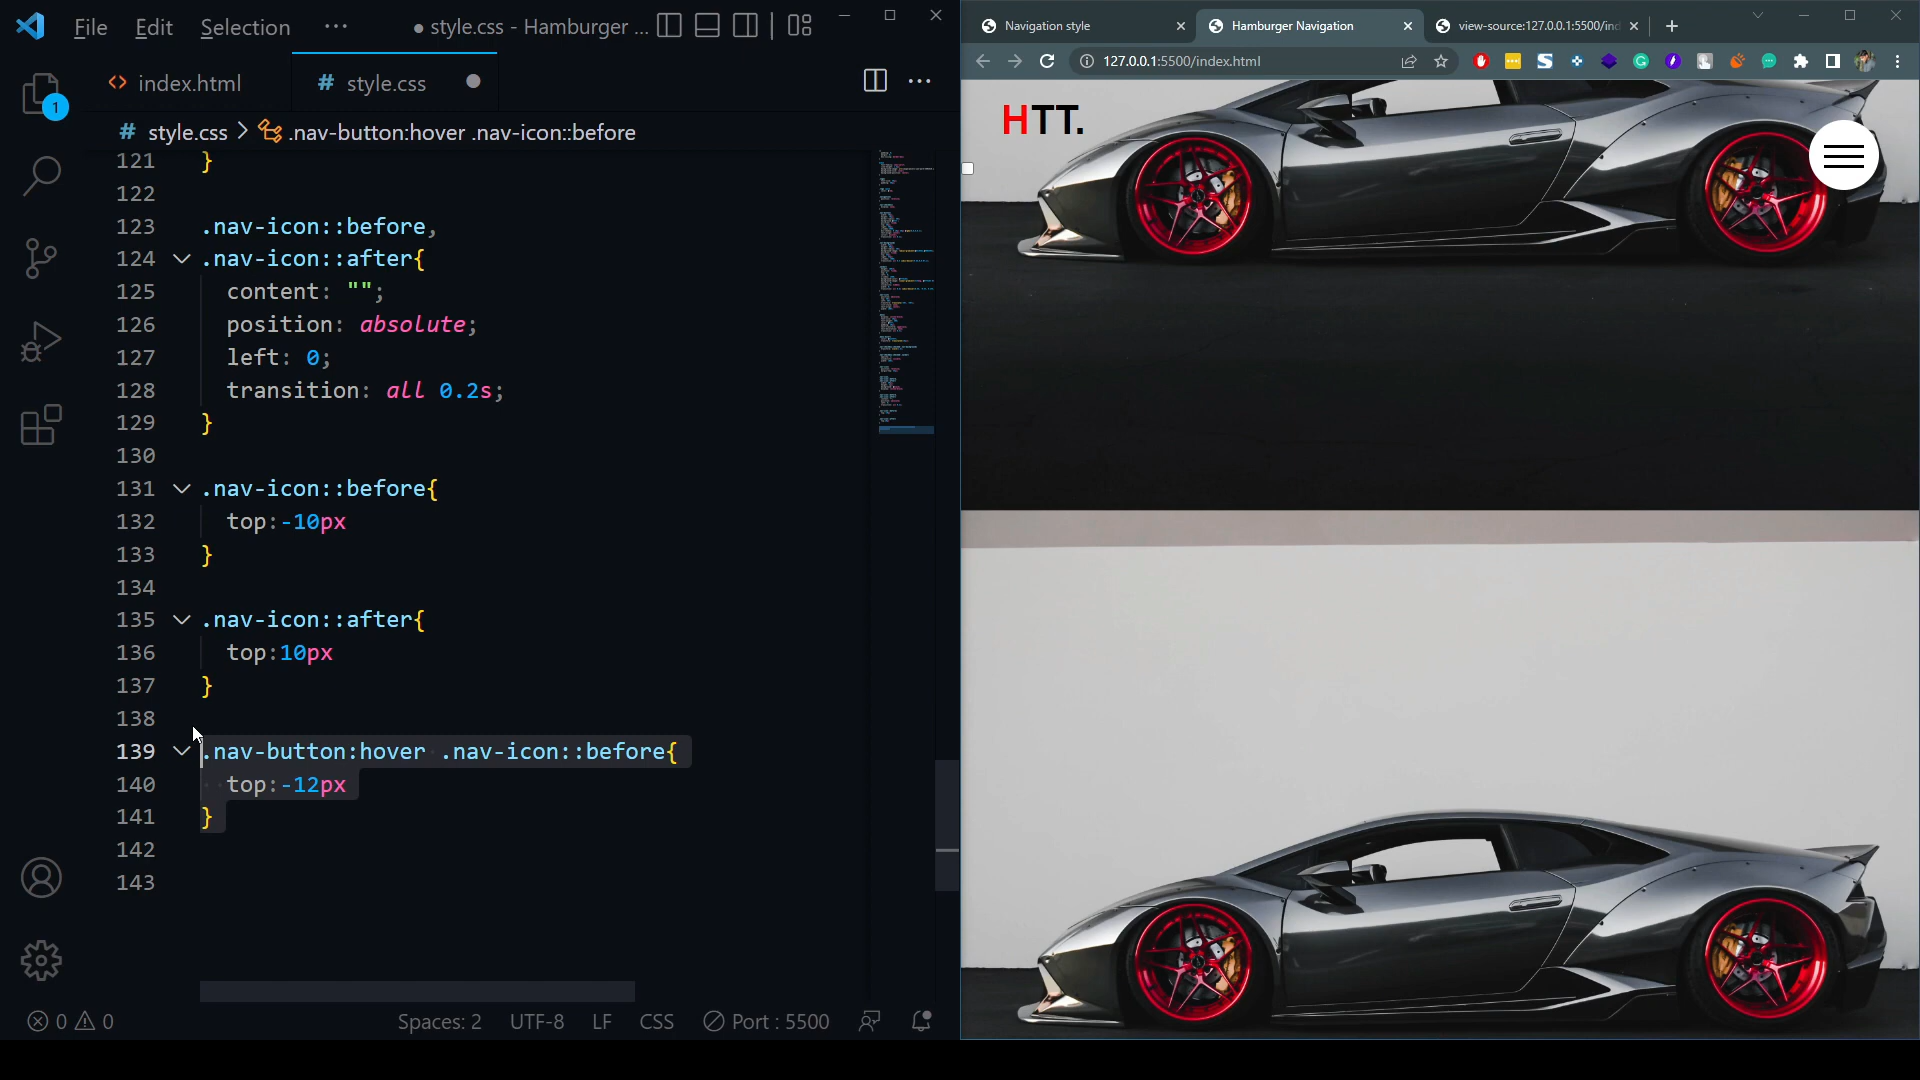 File Edit Selection ··· ● style.css - Hamburger ...
index.html # style.css ●
# style.css > .nav-button:hover .nav-icon::before
121 }
122
123 .nav-icon::before,
124 .nav-icon::after{
125 content: "";
126 position: absolute;
127 left: 0;
128 transition: all 0.2s;
129 }
130
131 .nav-icon::before{
132 top:-10px
133 }
134
135 .nav-icon::after{
136 top:10px
137 }
138
139 .nav-button:hover .nav-icon::before{
140 top:-12px
141 }
142
143
1
0 0 Spaces: 2 UTF-8 LF CSS Port : 5500
Navigation style Hamburger Navigation view-source:127.0.0.1:5500/ind
127.0.0.1:5500/index.html
HTT.